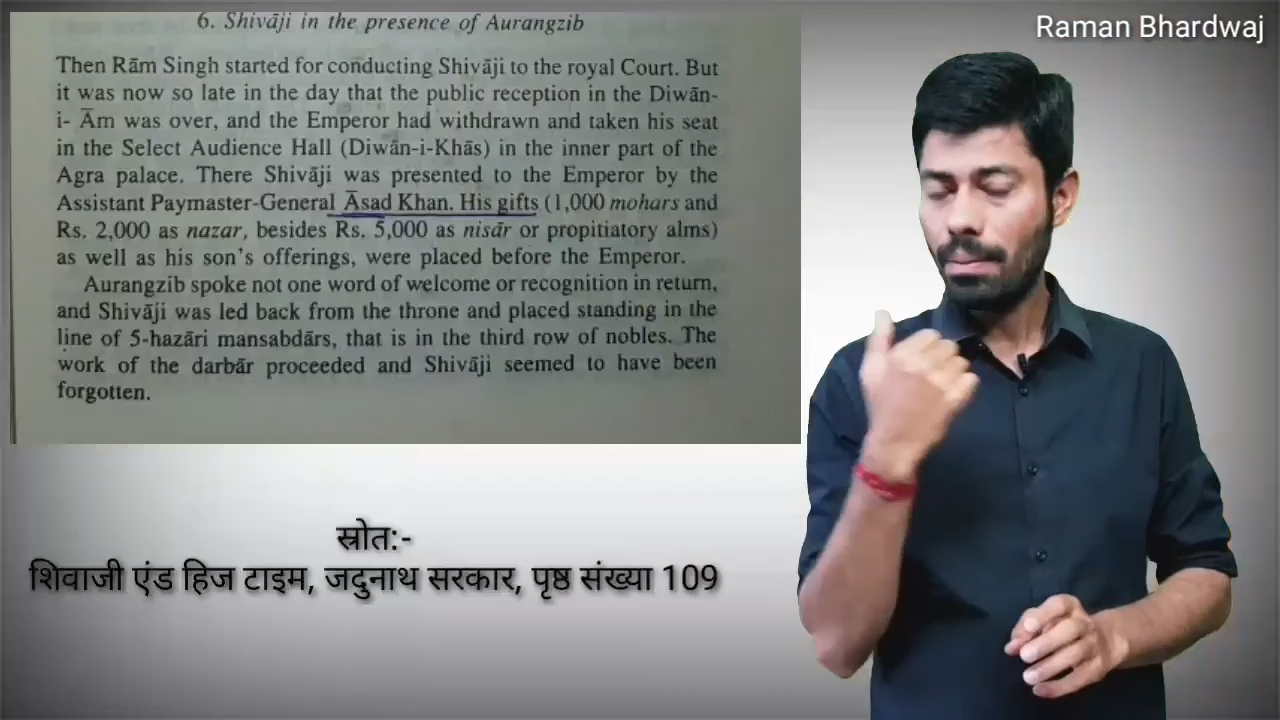 Raman Bhardwaj
6. Shivāji in the presence of Aurangzib
Then Rām Singh started for conducting Shivāji to the royal Court. But
it was now so late in the day that the public reception in the Diwān-
i- Ām was over, and the Emperor had withdrawn and taken his seat
in the Select Audience Hall (Diwān-i-Khās) in the inner part of the
Agra palace. There Shivāji was presented to the Emperor by the
Assistant Paymaster-General Āsad Khan. His gifts (1,000 mohars and
Rs. 2,000 as nazar, besides Rs. 5,000 as nisār or propitiatory alms)
as well as his son's offerings, were placed before the Emperor.
Aurangzib spoke not one word of welcome or recognition in return,
and Shivāji was led back from the throne and placed standing in the
line of 5-hazāri mansabdārs, that is in the third row of nobles. The
work of the darbār proceeded and Shivāji seemed to have been
forgotten.
स्रोत:-
शिवाजी एंड हिज टाइम, जदुनाथ सरकार, पृष्ठ संख्या 109